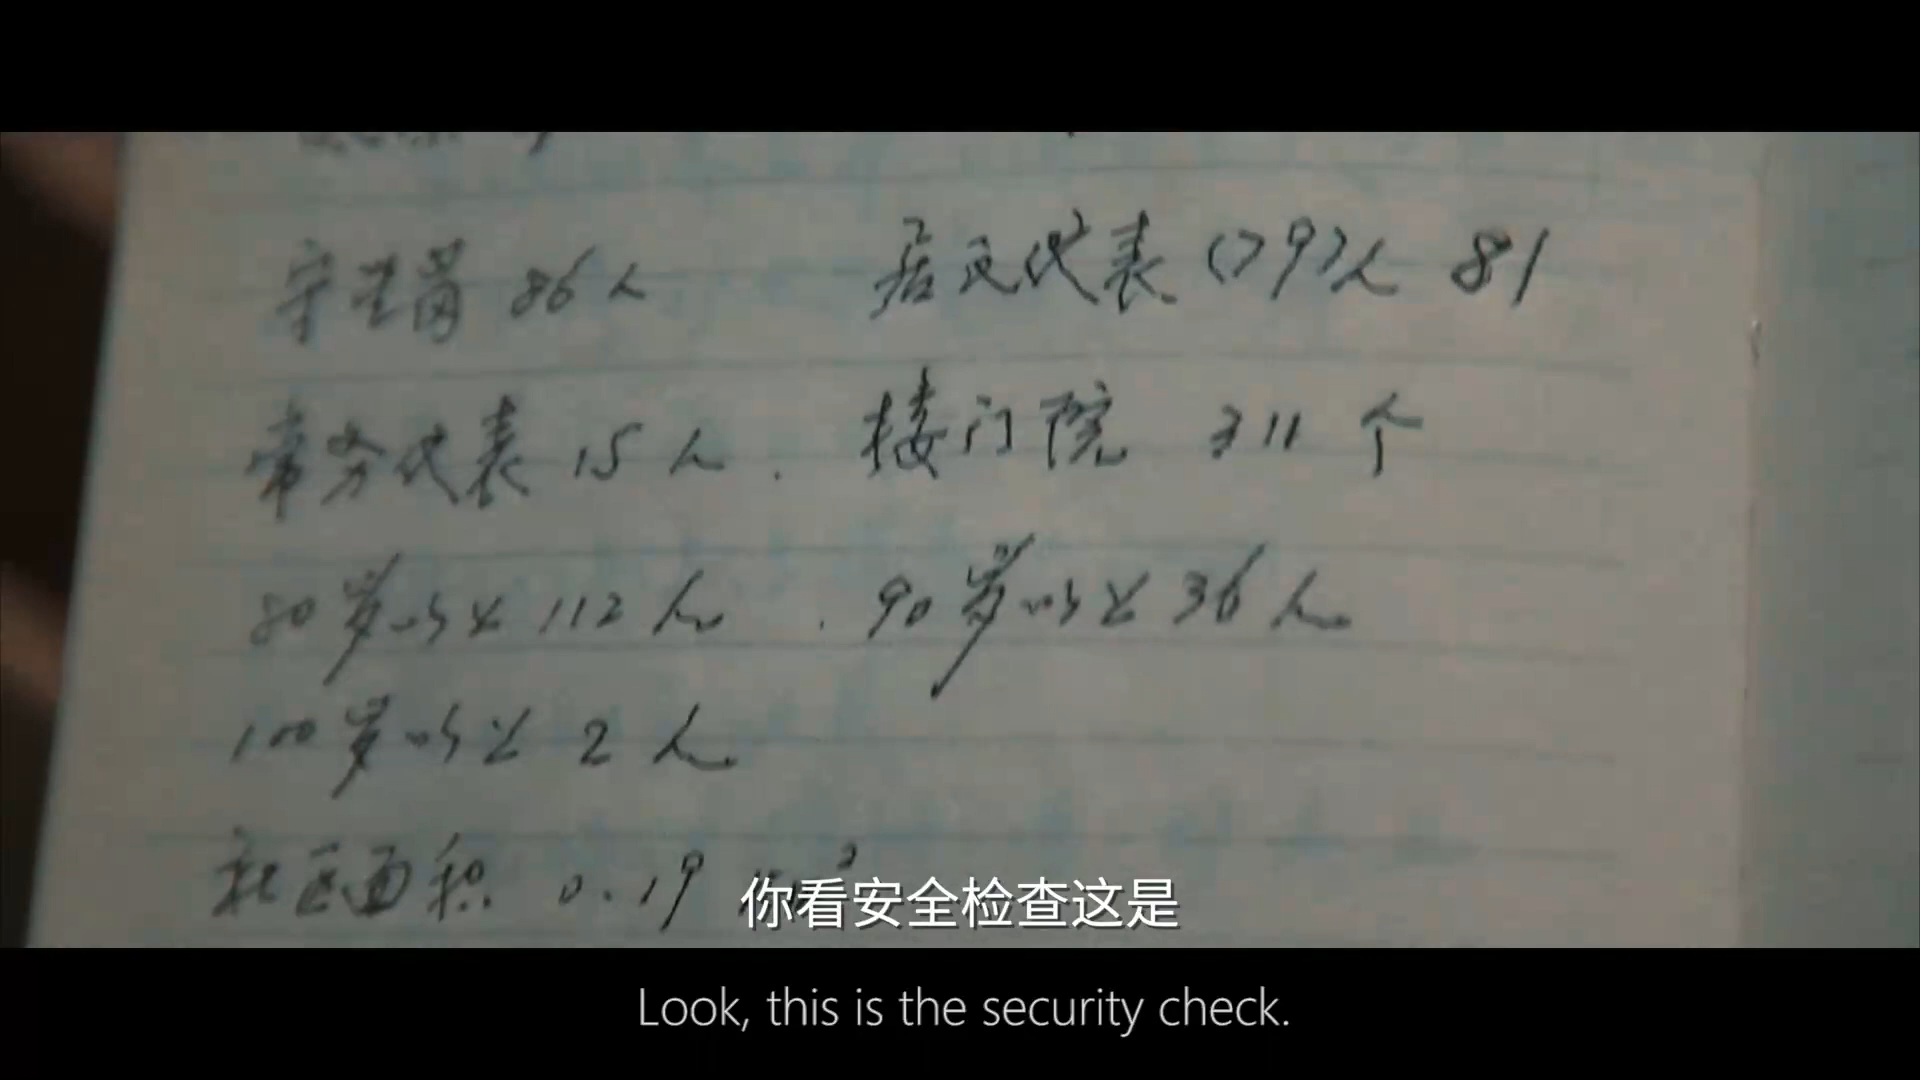 守望岗 86人 居民代表(79)人 81
常务代表 15人. 楼门院 311个
80岁以上112人. 90岁以上36人
100岁以上 2人
社区面积 0.19
你看安全检查这是
Look, this is the security check.